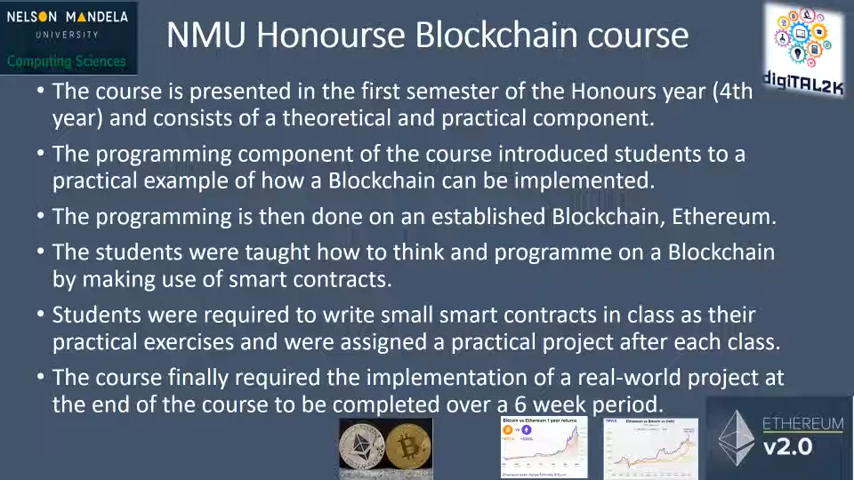 NELSON MANDELA
UNIVERSITY
Computing Sciences
NMU Honourse Blockchain course
digiTAL2K
• The course is presented in the first semester of the Honours year (4th
year) and consists of a theoretical and practical component.
• The programming component of the course introduced students to a
practical example of how a Blockchain can be implemented.
• The programming is then done on an established Blockchain, Ethereum.
• The students were taught how to think and programme on a Blockchain
by making use of smart contracts.
• Students were required to write small smart contracts in class as their
practical exercises and were assigned a practical project after each class.
• The course finally required the implementation of a real-world project at
the end of the course to be completed over a 6 week period.
Bitcoin vs Ethereum 1 year returns
ETHEREUM
v2.0